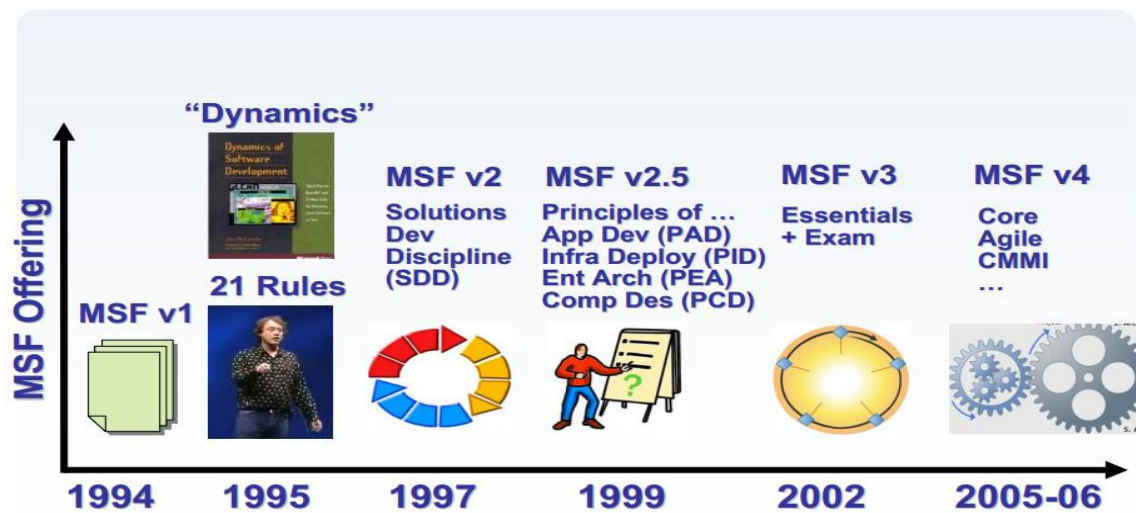 MSF Offering
MSF v1
1994
“Dynamics”
Dynamics of
Software
Development
21 Rules
1995
MSF v2
Solutions
Dev
Discipline
(SDD)
1997
MSF v2.5
Principles of ...
App Dev (PAD)
Infra Deploy (PID)
Ent Arch (PEA)
Comp Des (PCD)
?
1999
MSF v3
Essentials
+ Exam
2002
MSF v4
Core
Agile
CMMI
...
2005-06